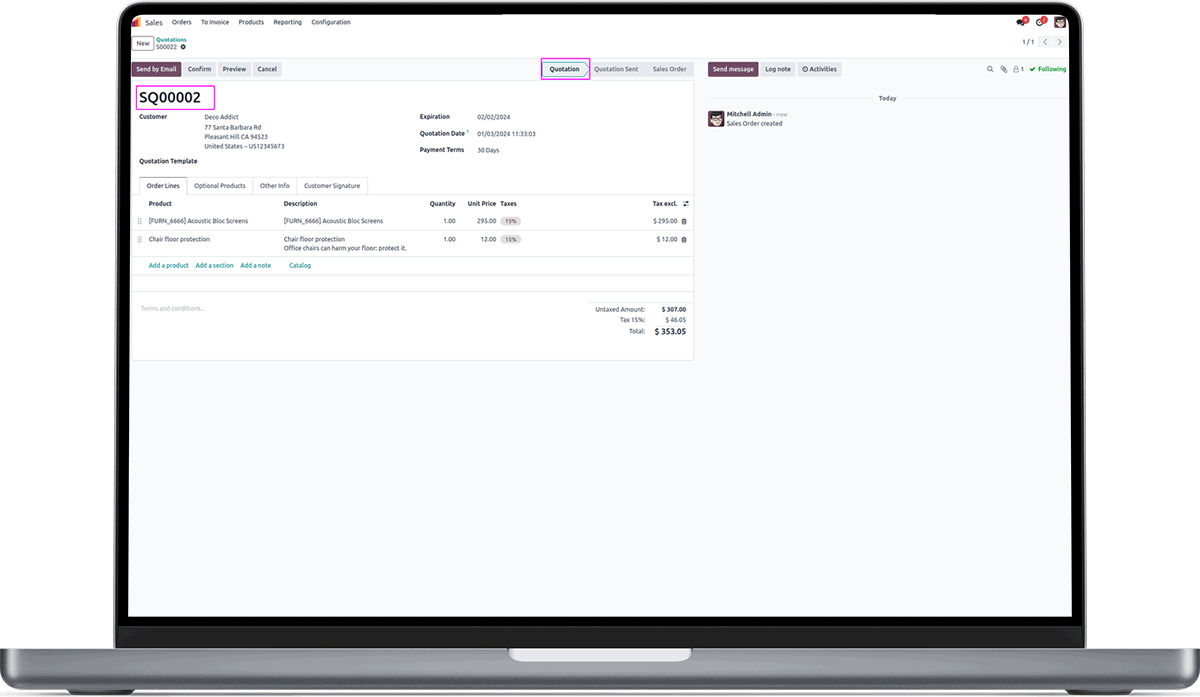 Sales Orders To Invoice Products Reporting Configuration
New Quotations
S00022 1 / 1
Send by Email Confirm Preview Cancel Quotation Quotation Sent Sales Order Send message Log note Activities 1 Following
SQ00002
Today
Customer Deco Addict Expiration 02/02/2024
Mitchell Admin - now
77 Santa Barbara Rd
Sales Order created
Pleasant Hill CA 94523 Quotation Date ? 01/03/2024 11:33:03
United States – US12345673 Payment Terms 30 Days
Quotation Template
Order Lines Optional Products Other Info Customer Signature
Product Description Quantity Unit Price Taxes Tax excl.
[FURN_6666] Acoustic Bloc Screens [FURN_6666] Acoustic Bloc Screens 1.00 295.00 15% $ 295.00
Chair floor protection Chair floor protection 1.00 12.00 15% $ 12.00
Office chairs can harm your floor: protect it.
Add a product Add a section Add a note Catalog
Terms and conditions... Untaxed Amount: $ 307.00
Tax 15%: $ 46.05
Total: $ 353.05